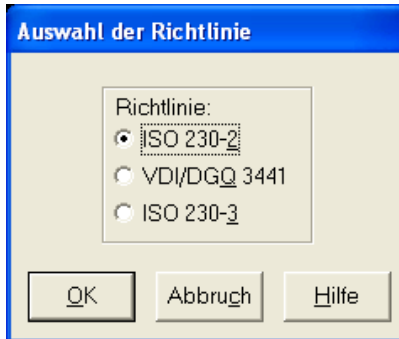 Auswahl der Richtlinie
Richtlinie:
ISO 230-2
VDI/DGQ 3441
ISO 230-3
OK Abbruch Hilfe